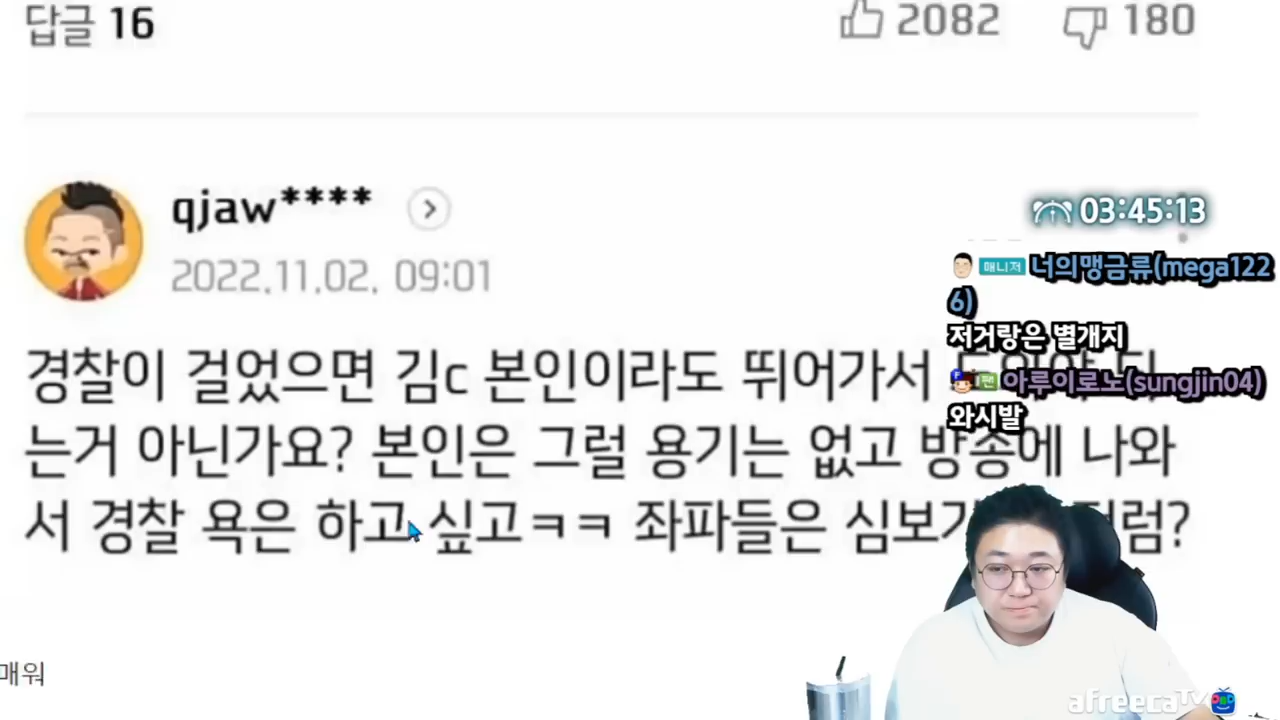 답글 16
2082
180
qjaw****
2022.11.02. 09:01
03:45:13
매니저 너의맹금류(mega122
6)
저거랑은 별개지
팬 아루이로노(sungjin04)
와시발
경찰이 걸었으면 김c 본인이라도 뛰어가서
는거 아닌가요? 본인은 그럴 용기는 없고 방송에 나와
서 경찰 욕은 하고 싶고ㅋㅋ 좌파들은
매워
afreecaTV